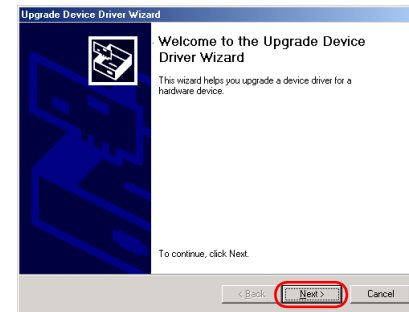 Upgrade Device Driver Wizard
Welcome to the Upgrade Device
Driver Wizard
This wizard helps you upgrade a device driver for a
hardware device.
To continue, click Next.
< Back
Next >
Cancel